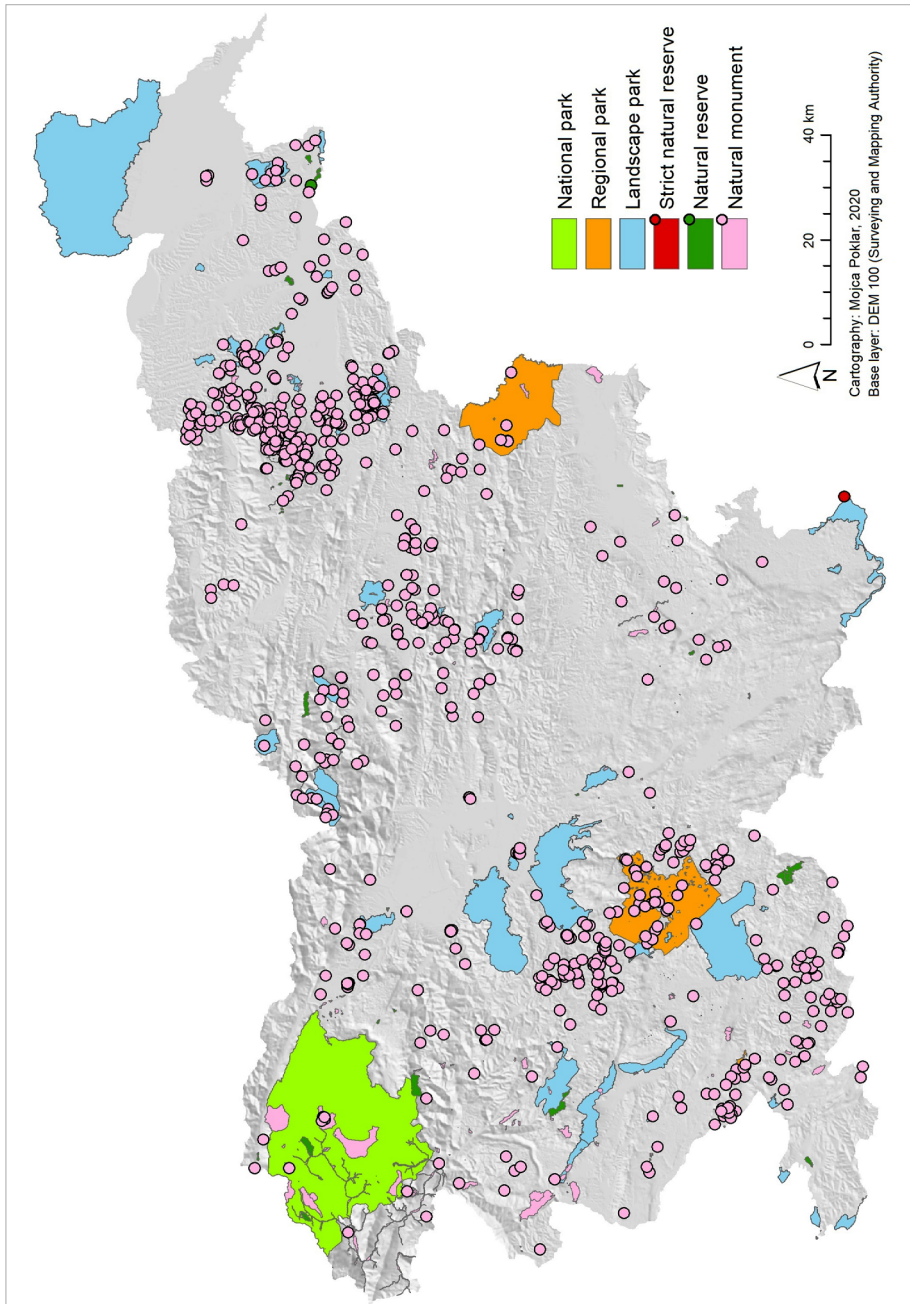 National park
Regional park
Landscape park
Strict natural reserve
Natural reserve
Natural monument
N
0
20
40 km
Cartography: Mojca Poklar, 2020
Base layer: DEM 100 (Surveying and Mapping Authority)